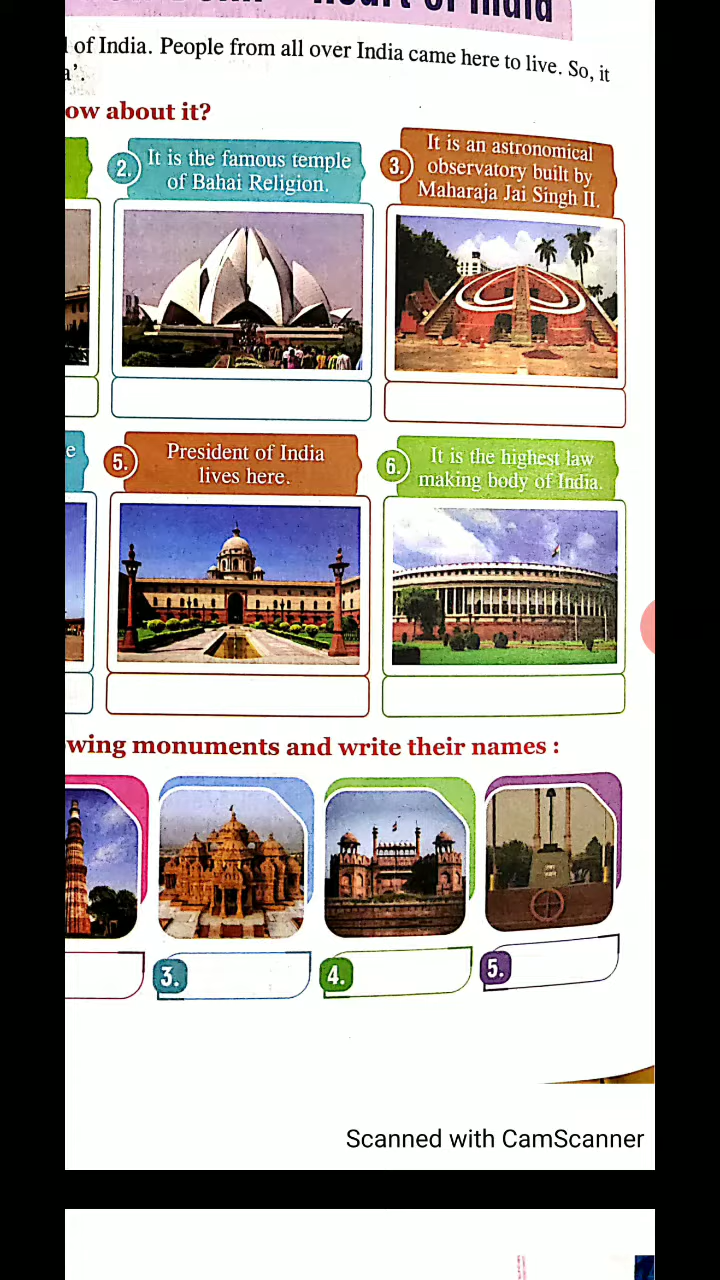 Heart of India
of India. People from all over India came here to live. So, it
a’.
ow about it?
2. It is the famous temple
of Bahai Religion.
3. It is an astronomical
observatory built by
Maharaja Jai Singh II.
e
5. President of India
lives here.
6. It is the highest law
making body of India.
wing monuments and write their names :
3.
4.
5.
Scanned with CamScanner